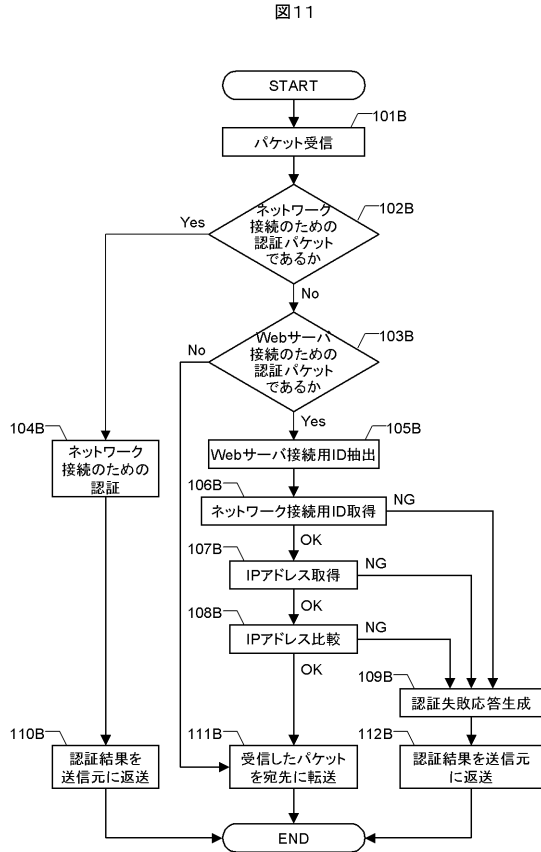 図11
START
101B
パケット受信
102B
ネットワーク
接続のための
認証パケット
であるか
Yes
No
103B
Webサーバ
接続のための
認証パケット
であるか
No
Yes
104B
ネットワーク
接続のための
認証
105B
Webサーバ接続用ID抽出
106B
ネットワーク接続用ID取得
NG
OK
107B
IPアドレス取得
NG
OK
108B
IPアドレス比較
NG
OK
109B
認証失敗応答生成
110B
認証結果を
送信元に返送
111B
受信したパケット
を宛先に転送
112B
認証結果を送信元
に返送
END